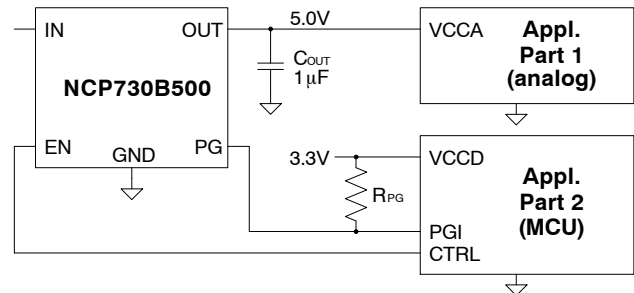 IN
OUT
5.0V
VCCA
Appl.
Part 1
(analog)
COUT
1μF
NCP730B500
EN
GND
PG
3.3V
VCCD
Appl.
Part 2
(MCU)
RPG
PGI
CTRL